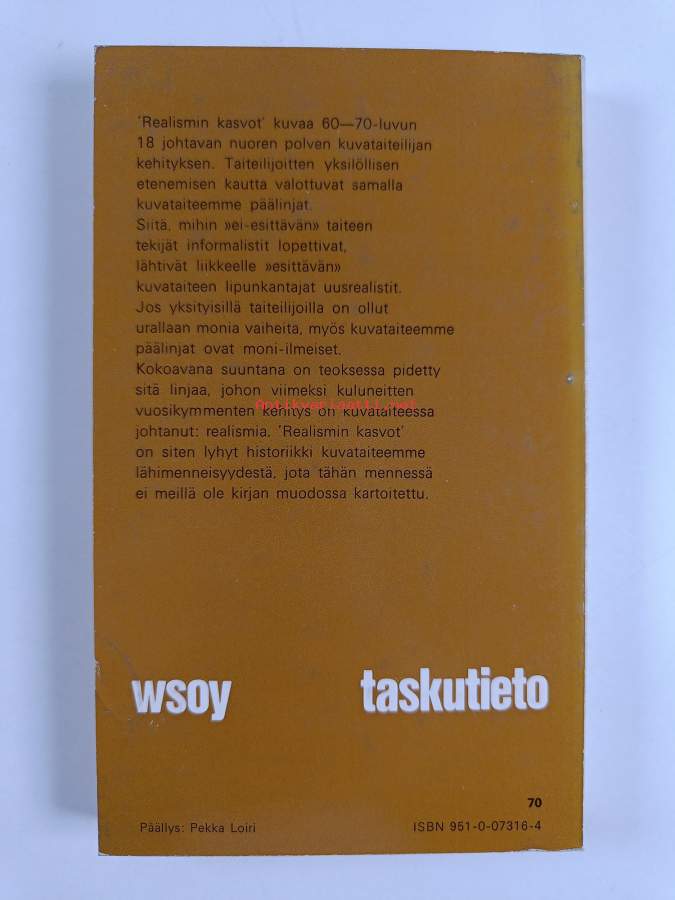 'Realismin kasvot' kuvaa 60—70-luvun
18 johtavan nuoren polven kuvataiteilijan
kehityksen. Taiteilijoitten yksilöllisen
etenemisen kautta valottuvat samalla
kuvataiteemme päälinjat.
Siitä, mihin »ei-esittävän» taiteen
tekijät informalistit lopettivat,
lähtivät liikkeelle »esittävän»
kuvataiteen lipunkantajat uusrealistit.
Jos yksityisillä taiteilijoilla on ollut
urallaan monia vaiheita, myös kuvataiteemme
päälinjat ovat moni-ilmeiset.
Kokoavana suuntana on teoksessa pidetty
sitä linjaa, johon viimeksi kuluneitten
Antikvariaatti.net
vuosikymmenten kehitys on kuvataiteessa
johtanut: realismia. 'Realismin kasvot'
on siten lyhyt historiikki kuvataiteemme
lähimenneisyydestä, jota tähän mennessä
ei meillä ole kirjan muodossa kartoitettu.
wsoy taskutieto
70
Päällys: Pekka Loiri ISBN 951-0-07316-4